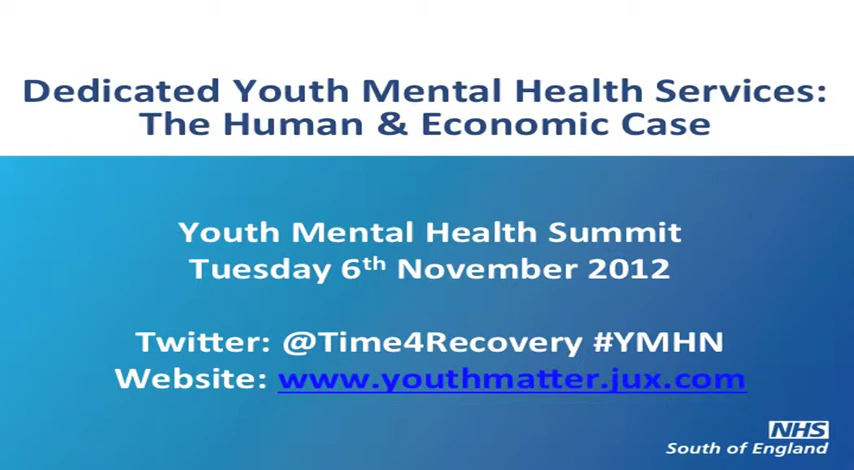 Dedicated Youth Mental Health Services:
The Human & Economic Case
Youth Mental Health Summit
Tuesday 6th November 2012
Twitter: @Time4Recovery #YMHN
Website: www.youthmatter.jux.com
NHS
South of England